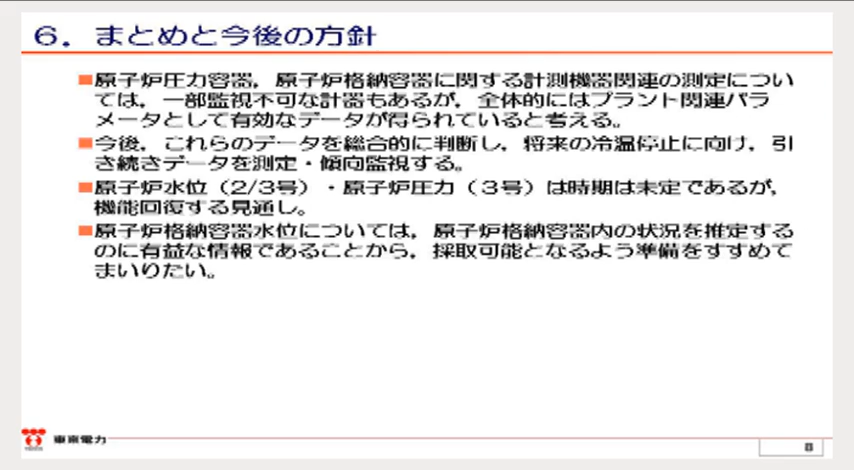 6．まとめと今後の方針
■原子炉圧力容器，原子炉格納容器に関する計測機器関連の測定につい
ては，一部監視不可な計器もあるが，全体的にはプラント関連パラ
メータとして有効なデータが得られていると考える。
■今後，これらのデータを総合的に判断し，将来の冷温停止に向け，引
き続きデータを測定・傾向監視する。
■原子炉水位（2/3号）・原子炉圧力（3号）は時期は未定であるが，
機能回復する見通し。
■原子炉格納容器水位については，原子炉格納容器内の状況を推定する
のに有益な情報であることから，採取可能となるよう準備をすすめて
まいりたい。
東京電力
8